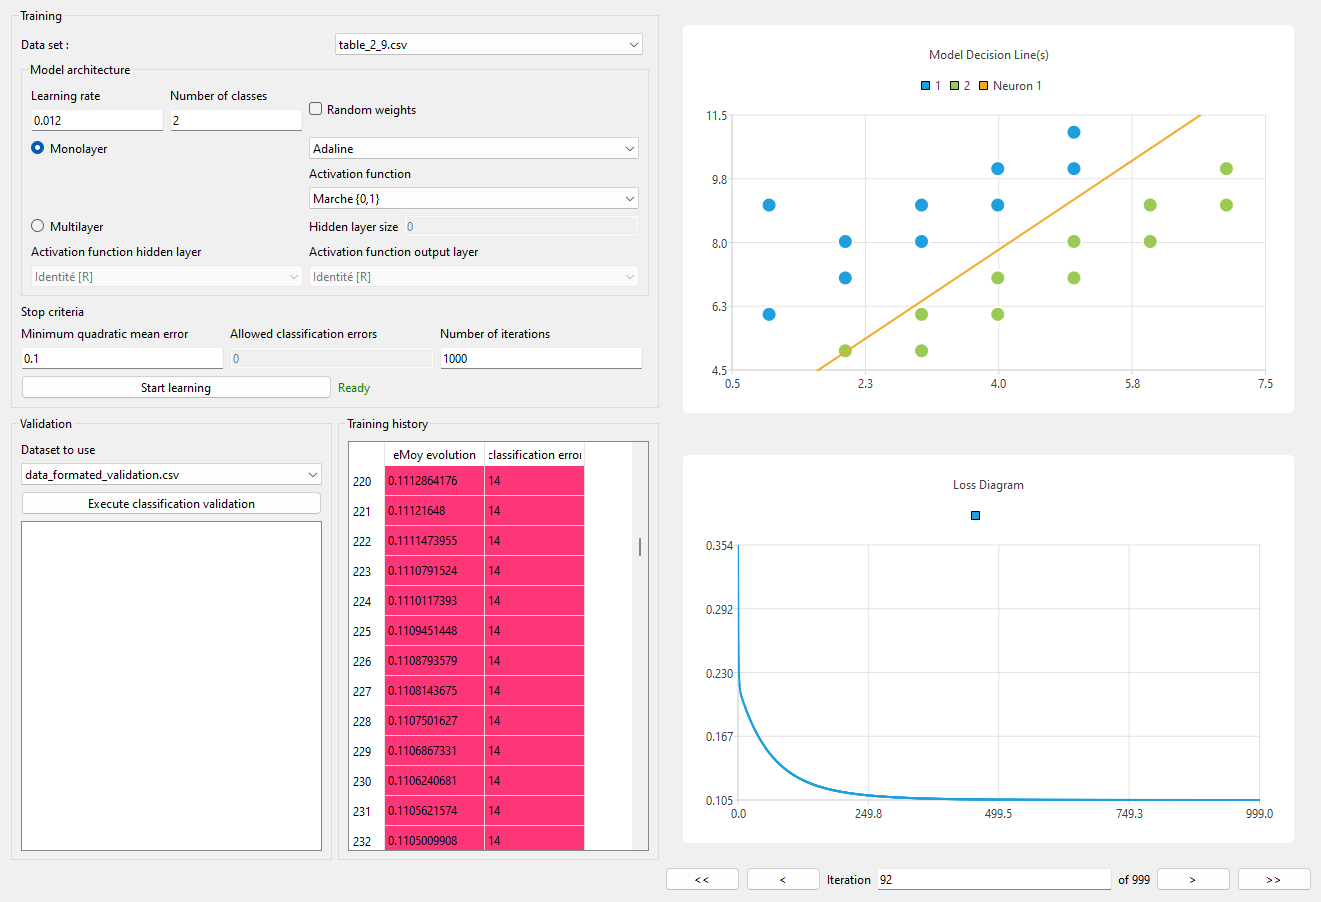 Training
Data set :
table_2_9.csv
Model architecture
Learning rate
Number of classes
0.012
2
Random weights
Monolayer
Adaline
Activation function
Marche {0,1}
Multilayer
Hidden layer size
0
Activation function hidden layer
Activation function output layer
Identité [R]
Identité [R]
Stop criteria
Minimum quadratic mean error
Allowed classification errors
Number of iterations
0.1
0
1000
Start learning
Ready
Validation
Dataset to use
data_formated_validation.csv
Execute classification validation
Training history
eMoy evolution
classification error
220 0.1112864176 14
221 0.11121648 14
222 0.1111473955 14
223 0.1110791524 14
224 0.1110117393 14
225 0.1109451448 14
226 0.1108793579 14
227 0.1108143675 14
228 0.1107501627 14
229 0.1106867331 14
230 0.1106240681 14
231 0.1105621574 14
232 0.1105009908 14
Model Decision Line(s)
1 2 Neuron 1
11.5
9.8
8.0
6.3
4.5
0.5 2.3 4.0 5.8 7.5
Loss Diagram
0.354
0.292
0.230
0.167
0.105
0.0 249.8 499.5 749.3 999.0
<< < Iteration 92 of 999 > >>